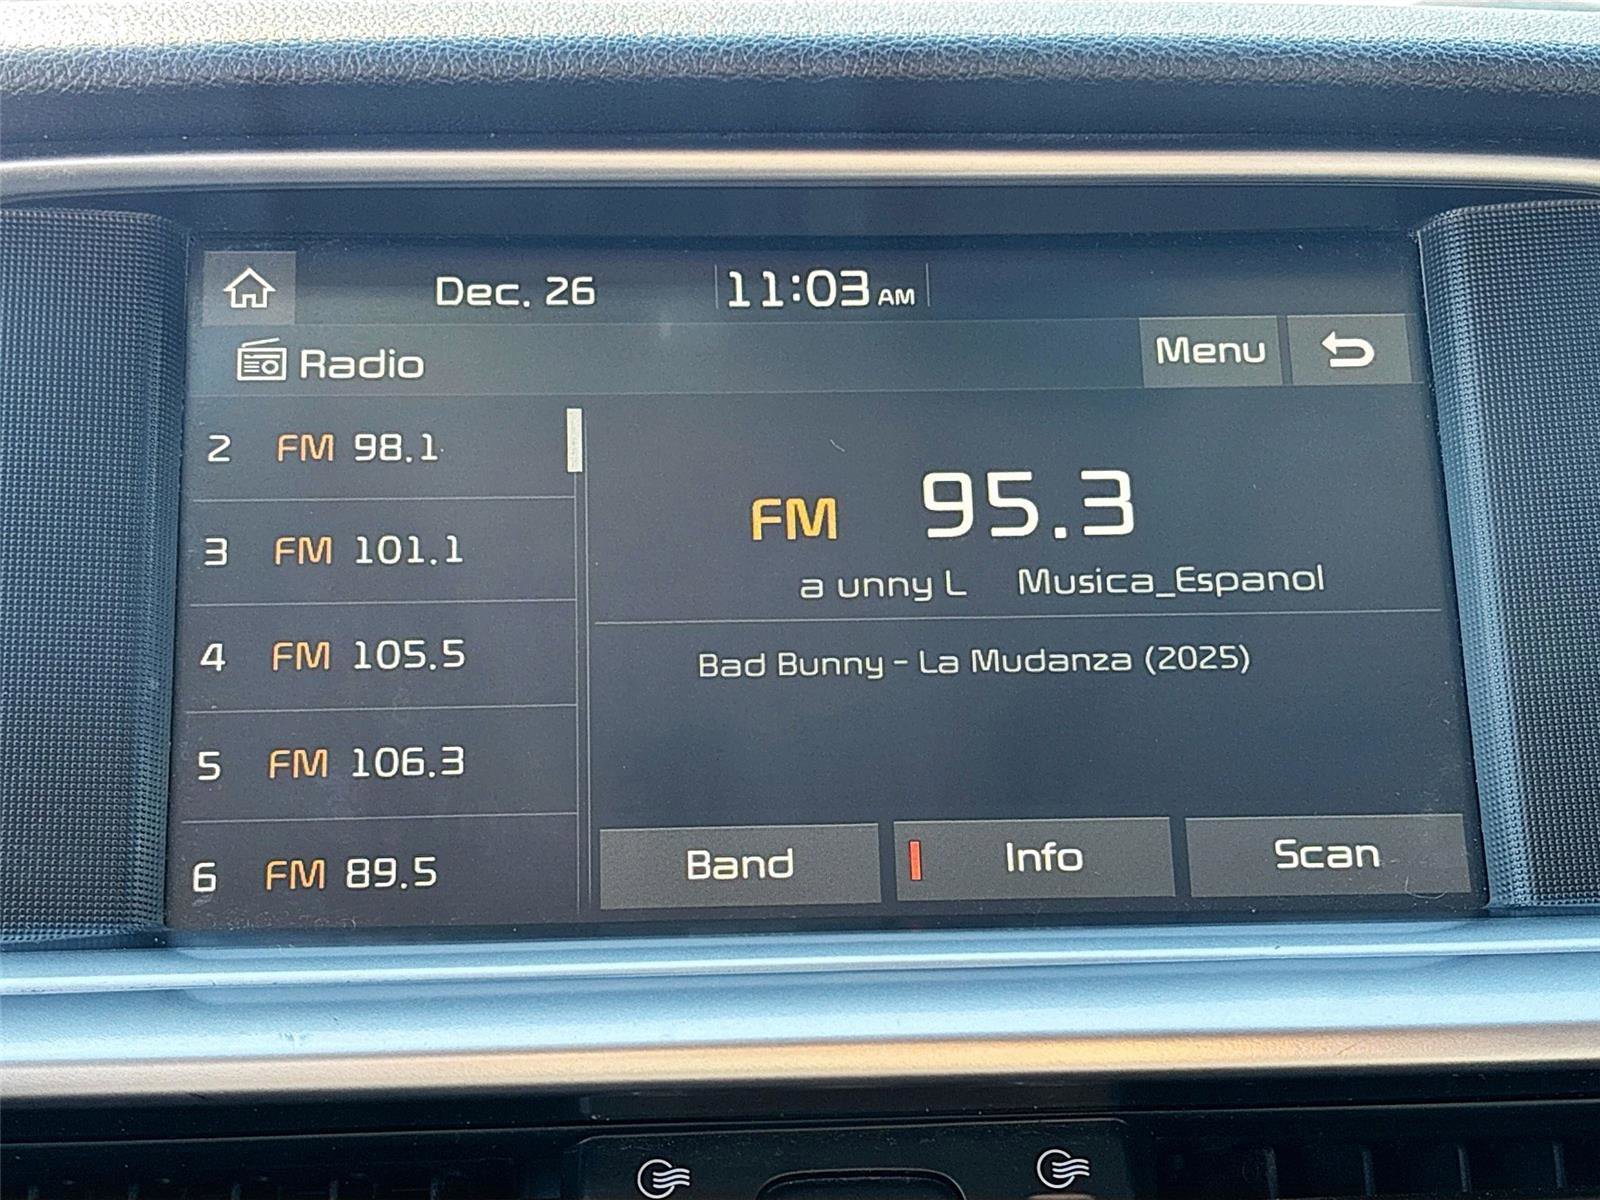 Dec. 26 11:03 AM
Radio Menu
2 FM 98.1
3 FM 101.1
4 FM 105.5
5 FM 106.3
6 FM 89.5
FM 95.3
a unny L Musica_Espanol
Bad Bunny - La Mudanza (2025)
Band Info Scan